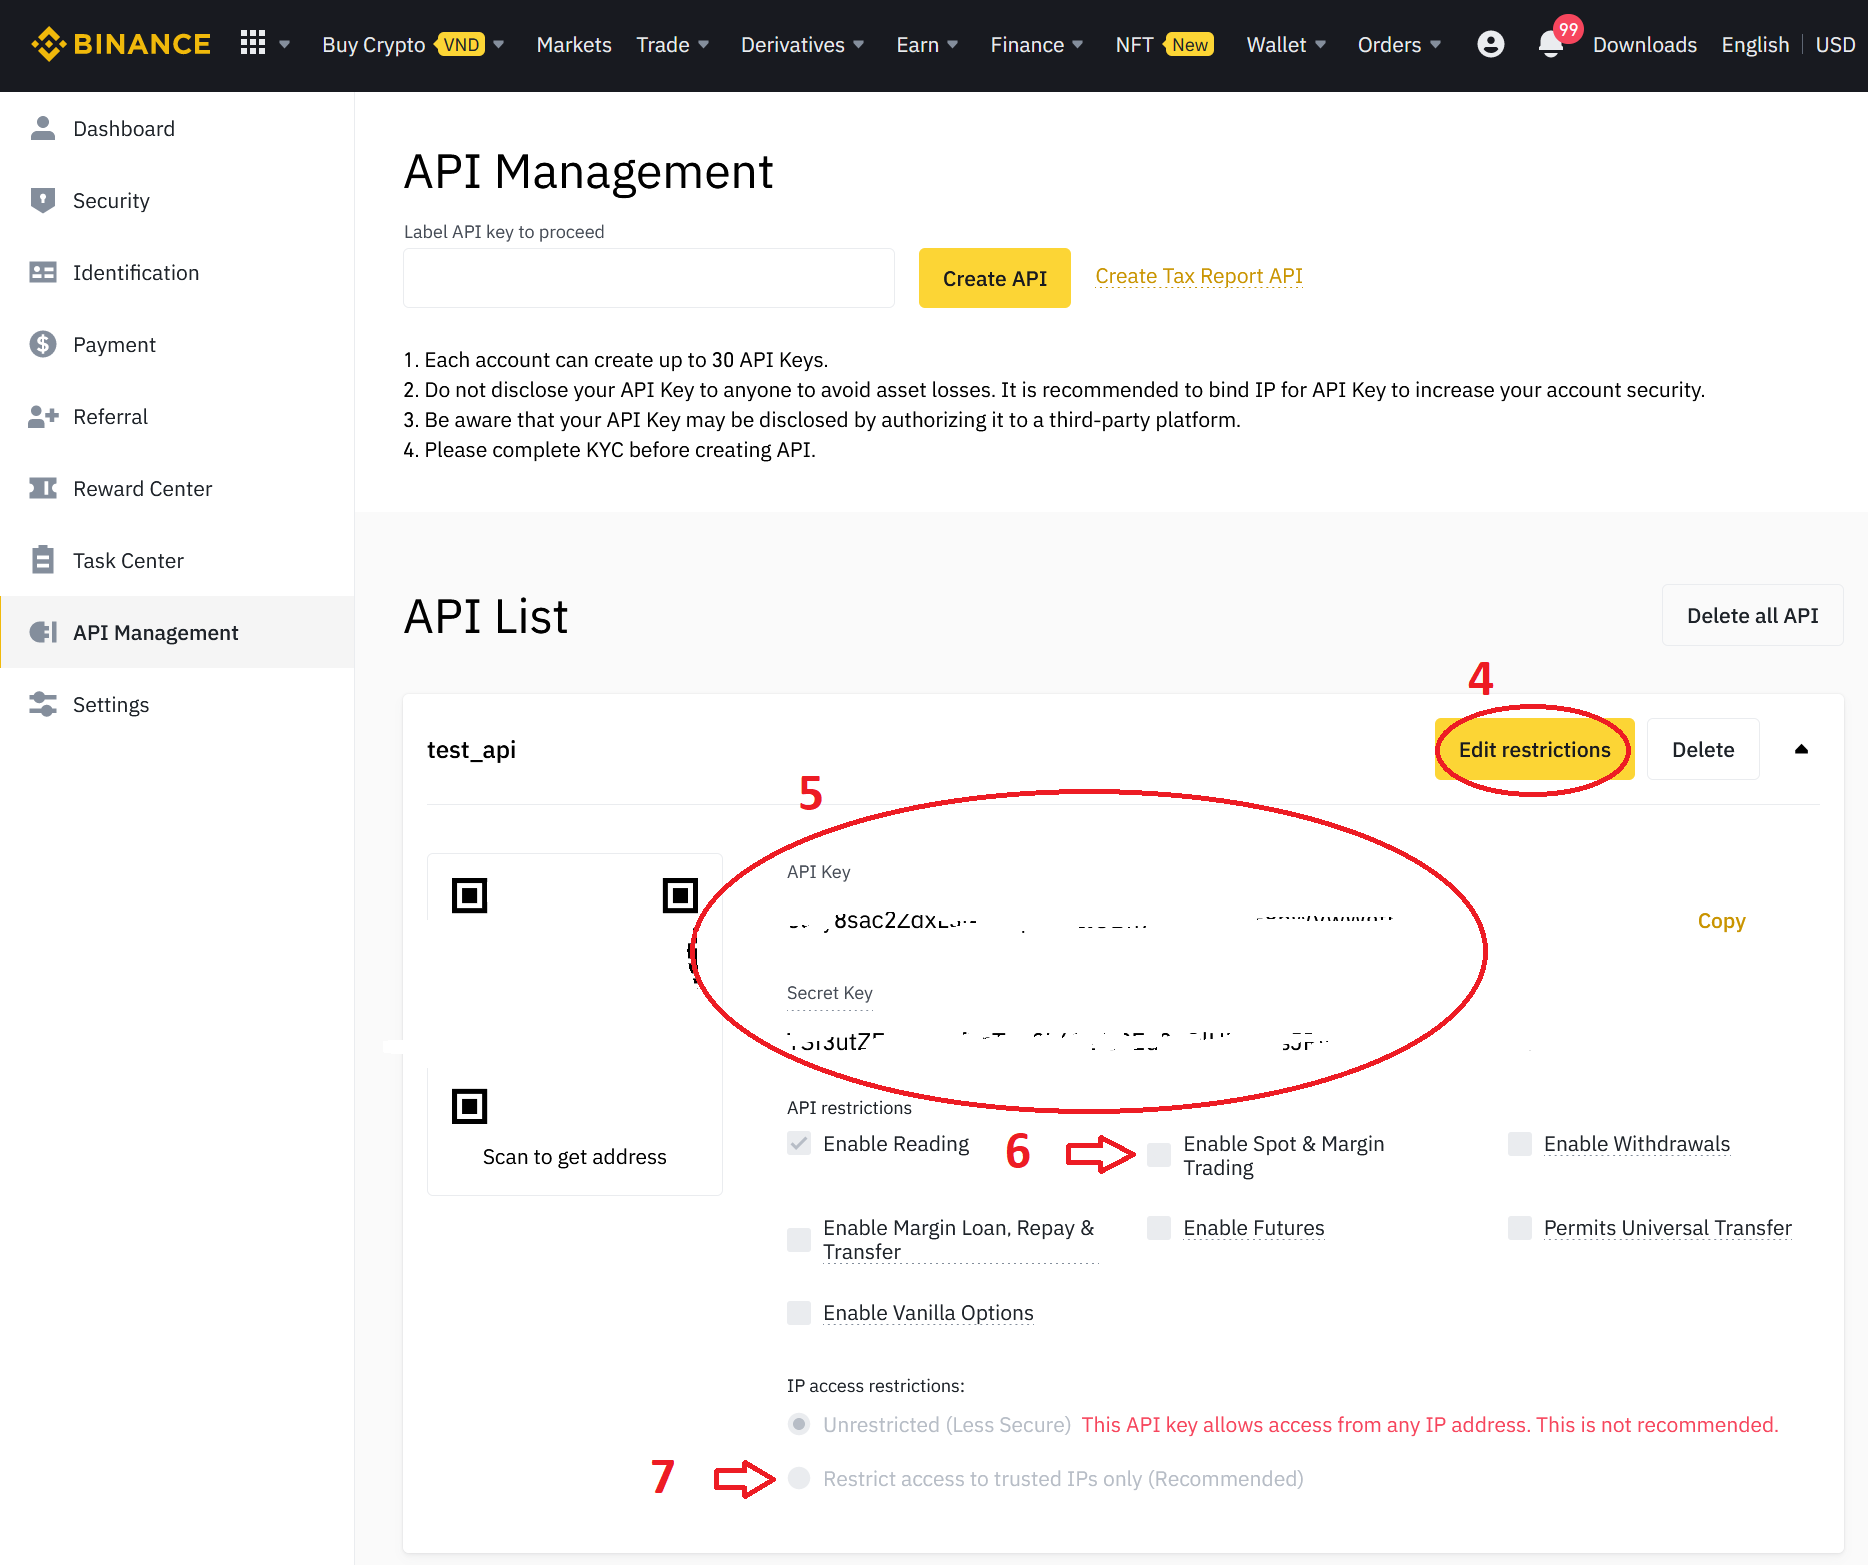 BINANCE Buy Crypto VND Markets Trade Derivatives Earn Finance NFT New Wallet Orders 99 Downloads English USD
Dashboard
Security
Identification
Payment
Referral
Reward Center
Task Center
API Management
Settings
API Management
Label API key to proceed
Create API Create Tax Report API
1. Each account can create up to 30 API Keys.
2. Do not disclose your API Key to anyone to avoid asset losses. It is recommended to bind IP for API Key to increase your account security.
3. Be aware that your API Key may be disclosed by authorizing it to a third-party platform.
4. Please complete KYC before creating API.
API List
Delete all API
4
test_api
Edit restrictions Delete
5
API Key
Copy
Secret Key
Scan to get address
API restrictions
Enable Reading
6
Enable Spot & Margin
Trading
Enable Withdrawals
Enable Margin Loan, Repay &
Transfer
Enable Futures
Permits Universal Transfer
Enable Vanilla Options
IP access restrictions:
Unrestricted (Less Secure) This API key allows access from any IP address. This is not recommended.
7
Restrict access to trusted IPs only (Recommended)